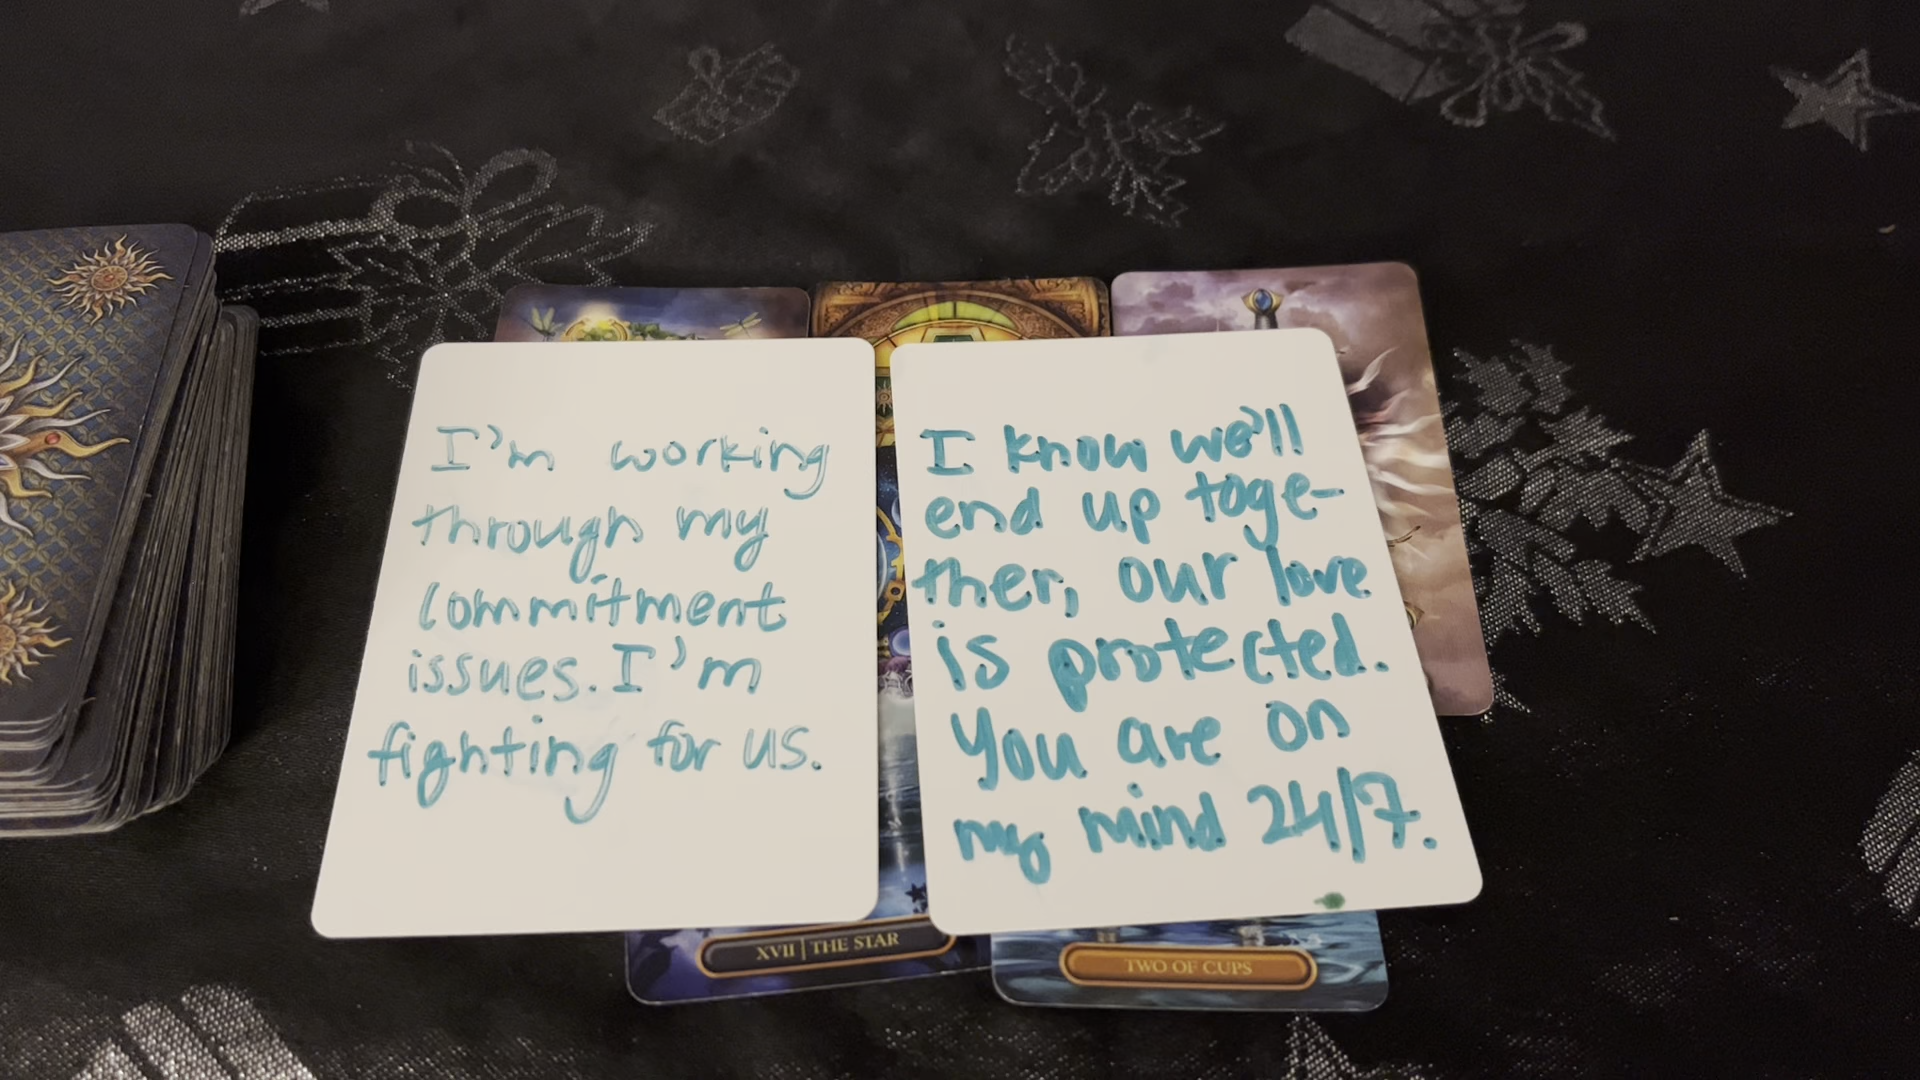 I'm working
through my
commitment
issues. I'm
fighting for us.
I know we'll
end up toge-
ther, our love
is protected.
You are on
my mind 24/7.
XVII | THE STAR
TWO OF CUPS